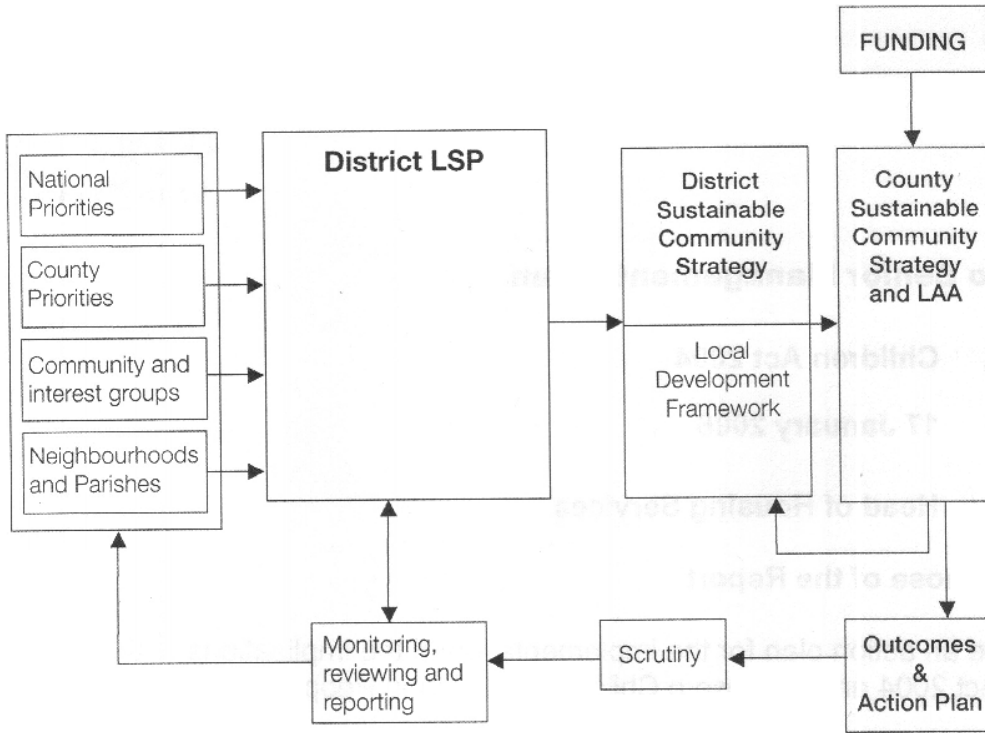 FUNDING
National
Priorities
County
Priorities
Community and
interest groups
Neighbourhoods
and Parishes
District LSP
District
Sustainable
Community
Strategy
Local
Development
Framework
County
Sustainable
Community
Strategy
and LAA
Monitoring,
reviewing and
reporting
Scrutiny
Outcomes
&
Action Plan